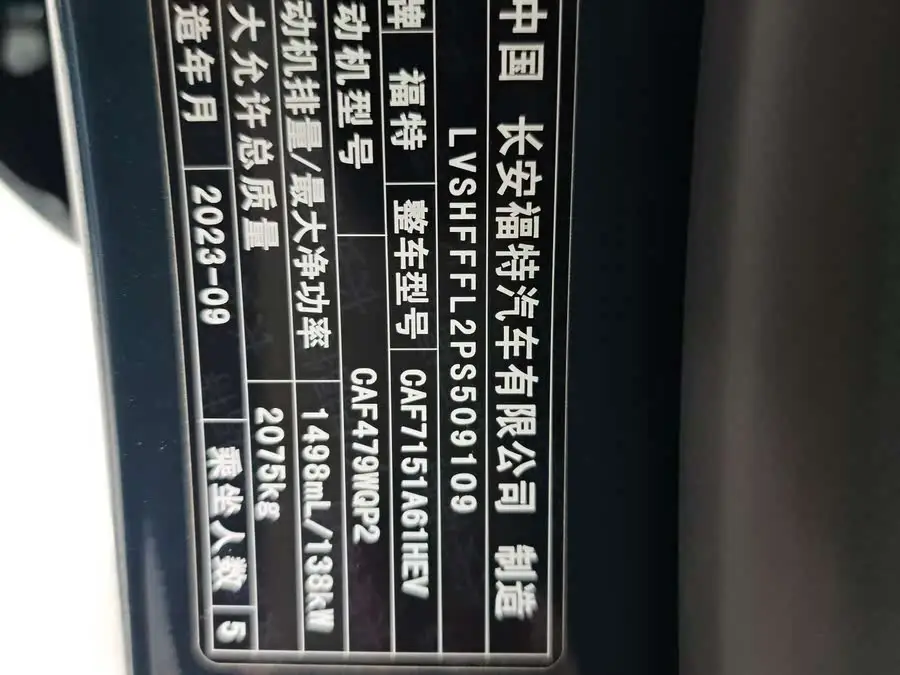 中国 长安福特汽车有限公司 制造
LVSHFFFL2PS509109
牌 福特 整车型号 CAF7151A61HEV
动机型号 CAF479WQP2
动机排量/最大净功率 1498mL/138kW
大允许总质量 2075kg
造年月 2023-09 乘坐人数 5